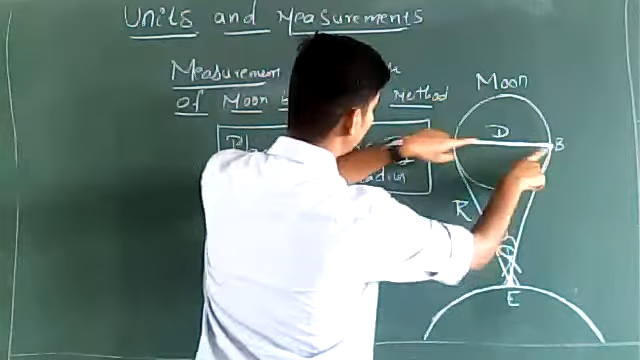 Units and Measurements
Measurement
of Moon Method
Moon
D
B
R
E